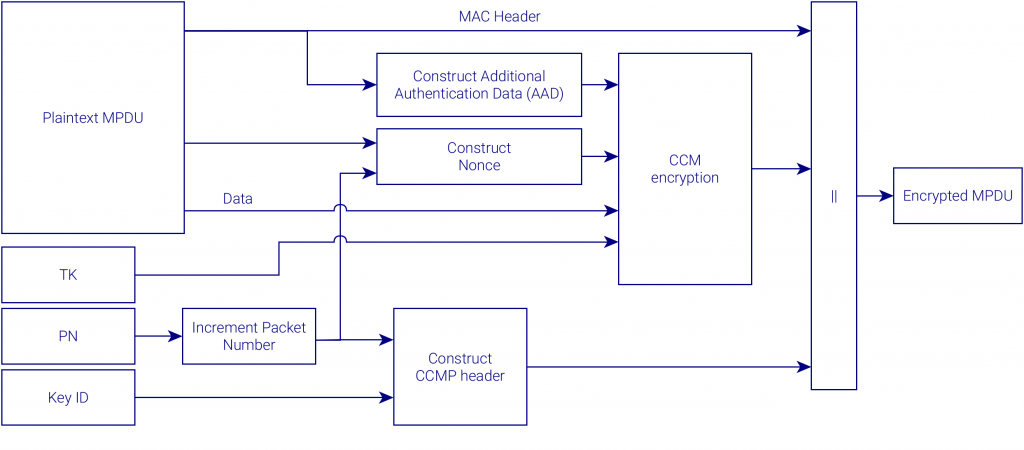 MAC Header
Construct Additional
Authentication Data (AAD)
Plaintext MPDU
Construct
Nonce
CCM
encryption
Data
||
Encrypted MPDU
TK
PN
Increment Packet
Number
Construct
CCMP header
Key ID